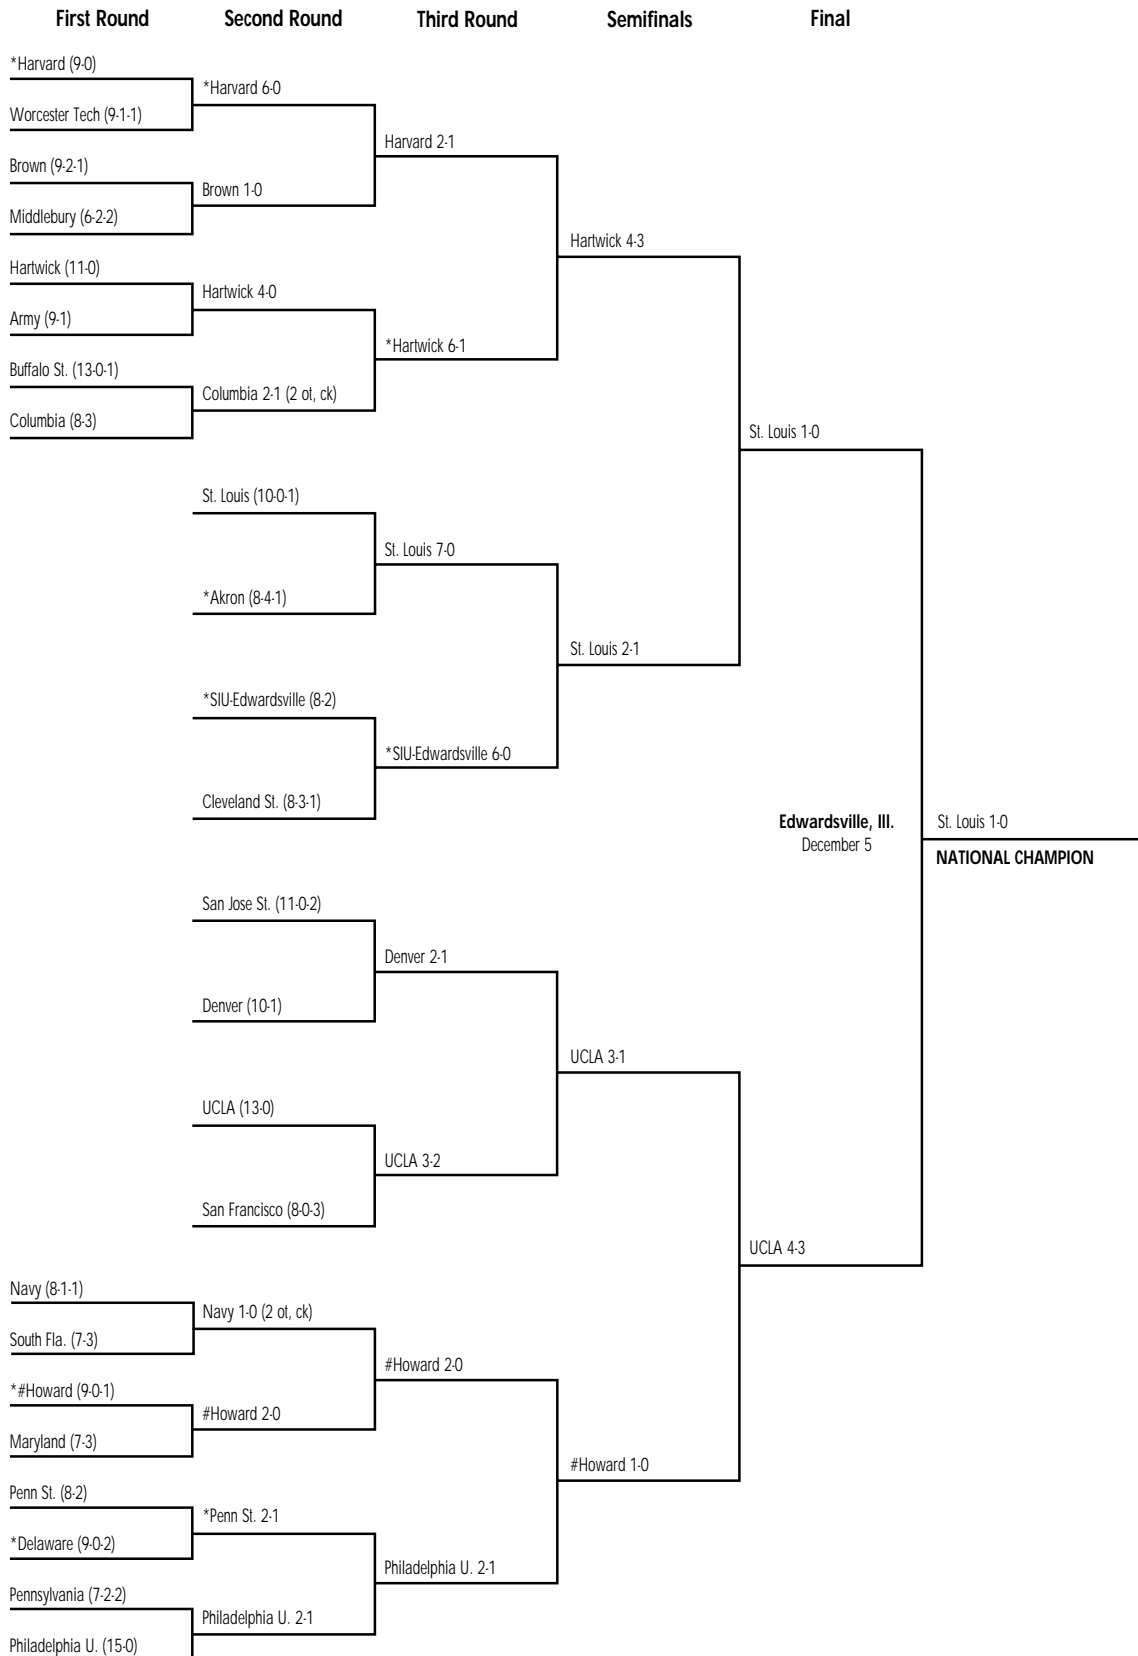 First Round Second Round Third Round Semifinals Final
*Harvard (9-0)
*Harvard 6-0
Worcester Tech (9-1-1)
Harvard 2-1
Brown (9-2-1)
Brown 1-0
Middlebury (6-2-2)
Hartwick 4-3
Hartwick (11-0)
Hartwick 4-0
Army (9-1)
*Hartwick 6-1
Buffalo St. (13-0-1)
Columbia 2-1 (2 ot, ck)
Columbia (8-3)
St. Louis 1-0
St. Louis (10-0-1)
St. Louis 7-0
*Akron (8-4-1)
St. Louis 2-1
*SIU-Edwardsville (8-2)
*SIU-Edwardsville 6-0
Cleveland St. (8-3-1)
Edwardsville, Ill.
December 5
St. Louis 1-0
NATIONAL CHAMPION
San Jose St. (11-0-2)
Denver 2-1
Denver (10-1)
UCLA 3-1
UCLA (13-0)
UCLA 3-2
San Francisco (8-0-3)
UCLA 4-3
Navy (8-1-1)
Navy 1-0 (2 ot, ck)
South Fla. (7-3)
#Howard 2-0
*#Howard (9-0-1)
#Howard 2-0
Maryland (7-3)
#Howard 1-0
Penn St. (8-2)
*Penn St. 2-1
*Delaware (9-0-2)
Philadelphia U. 2-1
Pennsylvania (7-2-2)
Philadelphia U. 2-1
Philadelphia U. (15-0)